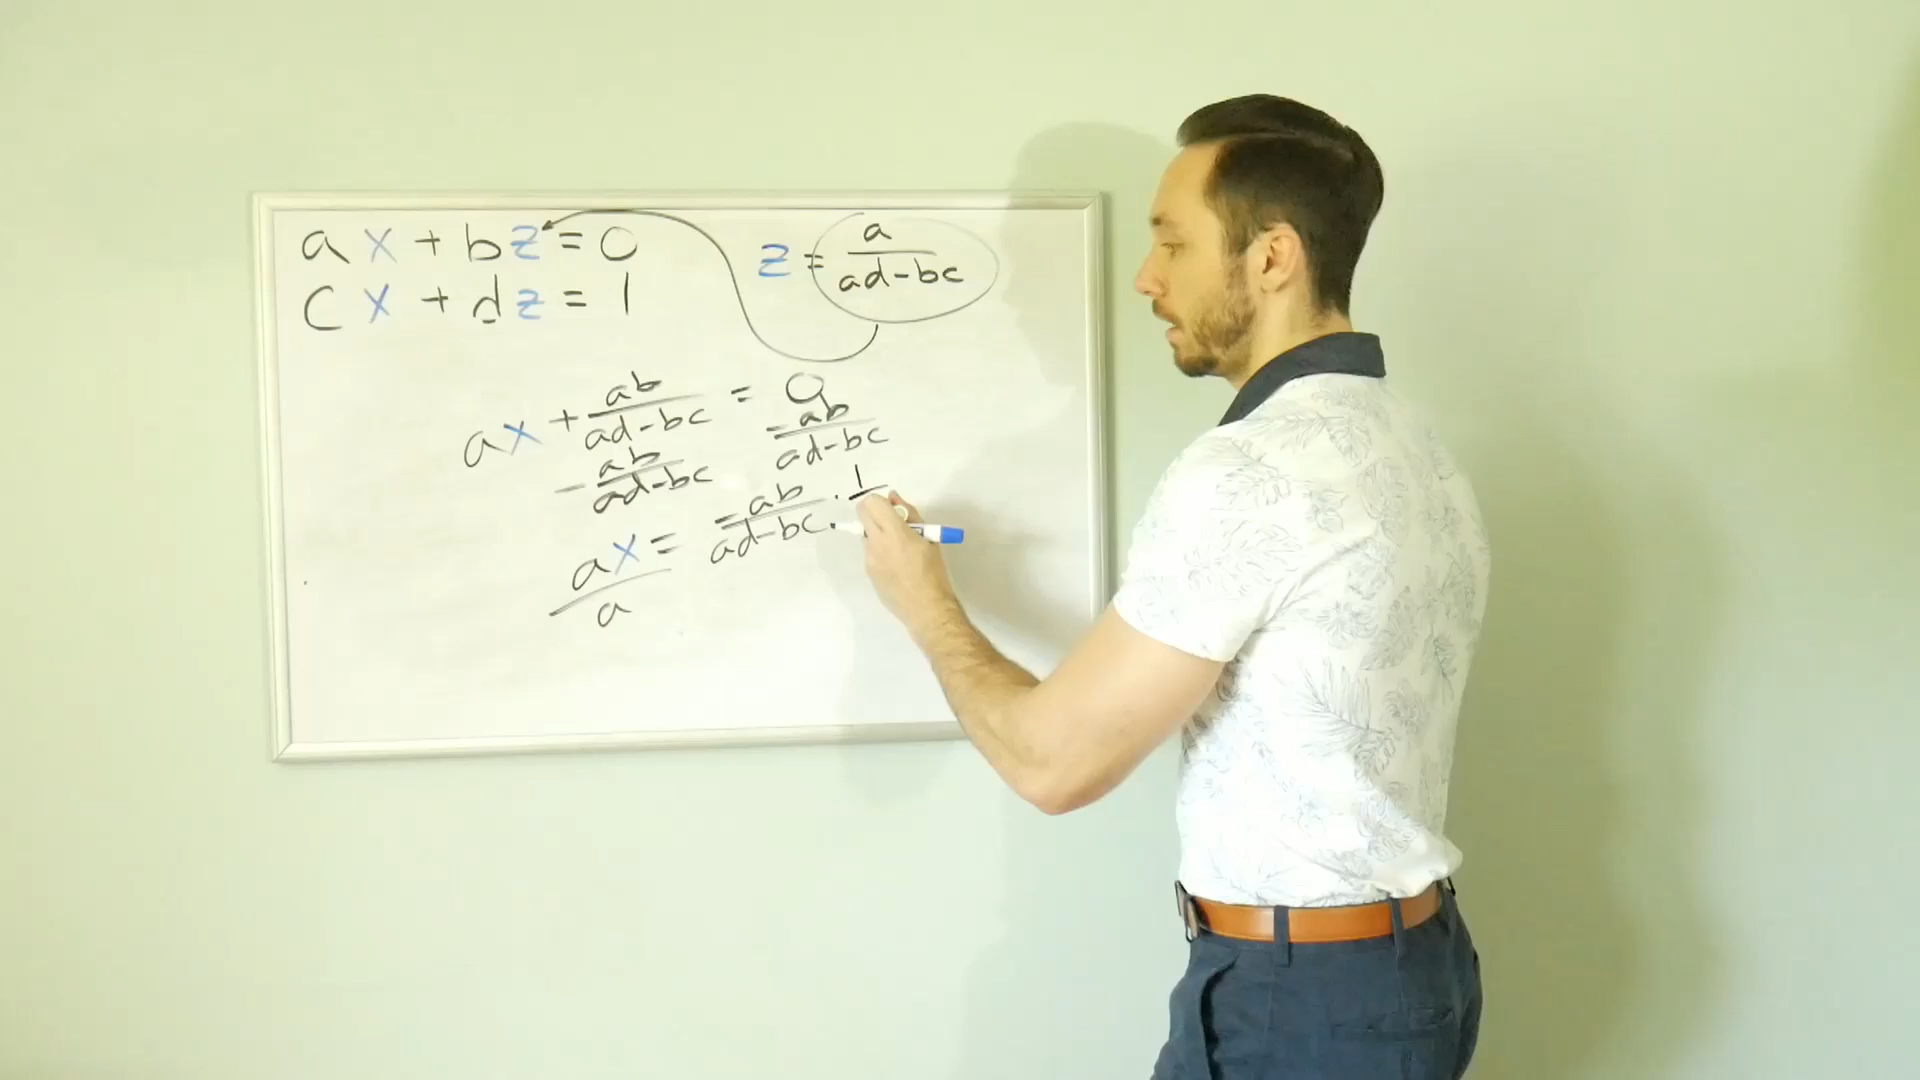 ax + bz = 0
cx + dz = 1
z = a/(ad-bc)
ax + ab/(ad-bc) = 0
- ab/(ad-bc) -ab/(ad-bc)
ax/a = -ab/(ad-bc) · 1/